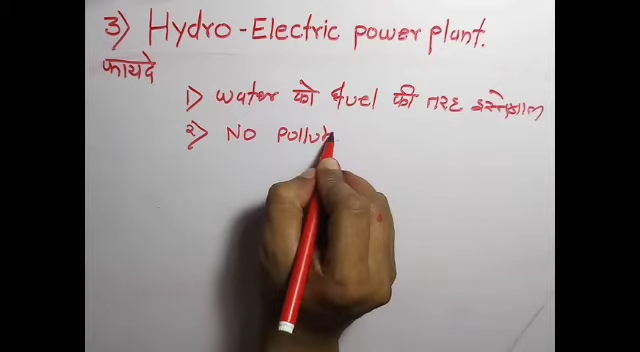 3) Hydro-Electric power plant.
फायदे
1) water को fuel की तरह इस्तेमाल
2) No Pollut